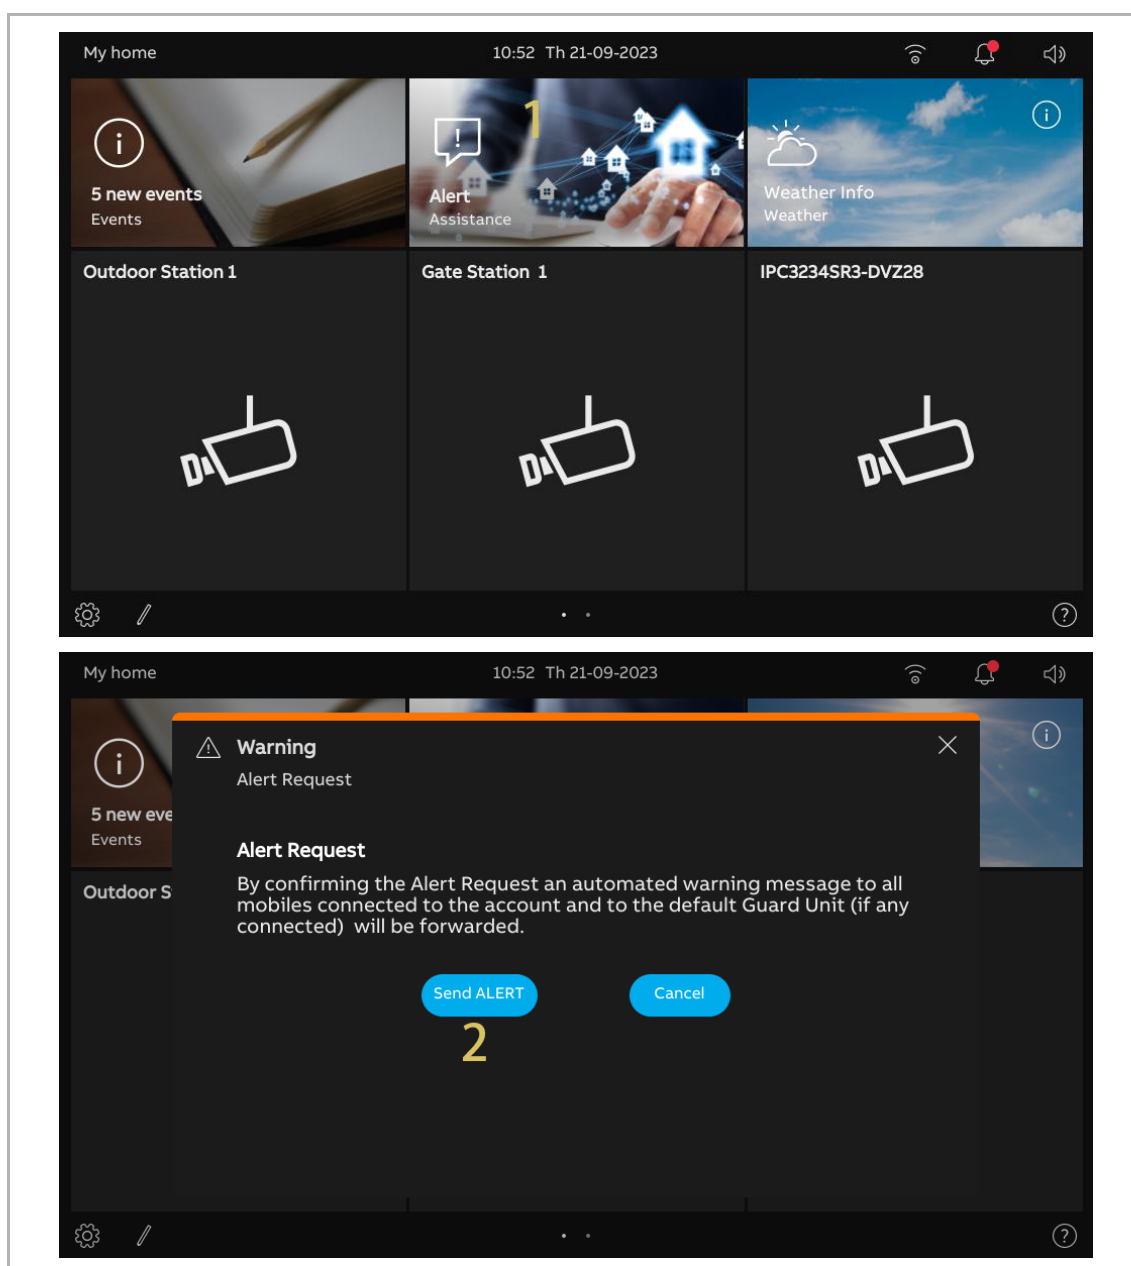 My home
10:52 Th 21-09-2023
1
5 new events
Events
Alert
Assistance
Weather Info
Weather
Outdoor Station 1
Gate Station 1
IPC3234SR3-DVZ28
My home
10:52 Th 21-09-2023
5 new eve
Events
Outdoor S
Warning
Alert Request
Alert Request
By confirming the Alert Request an automated warning message to all
mobiles connected to the account and to the default Guard Unit (if any
connected) will be forwarded.
Send ALERT
Cancel
2